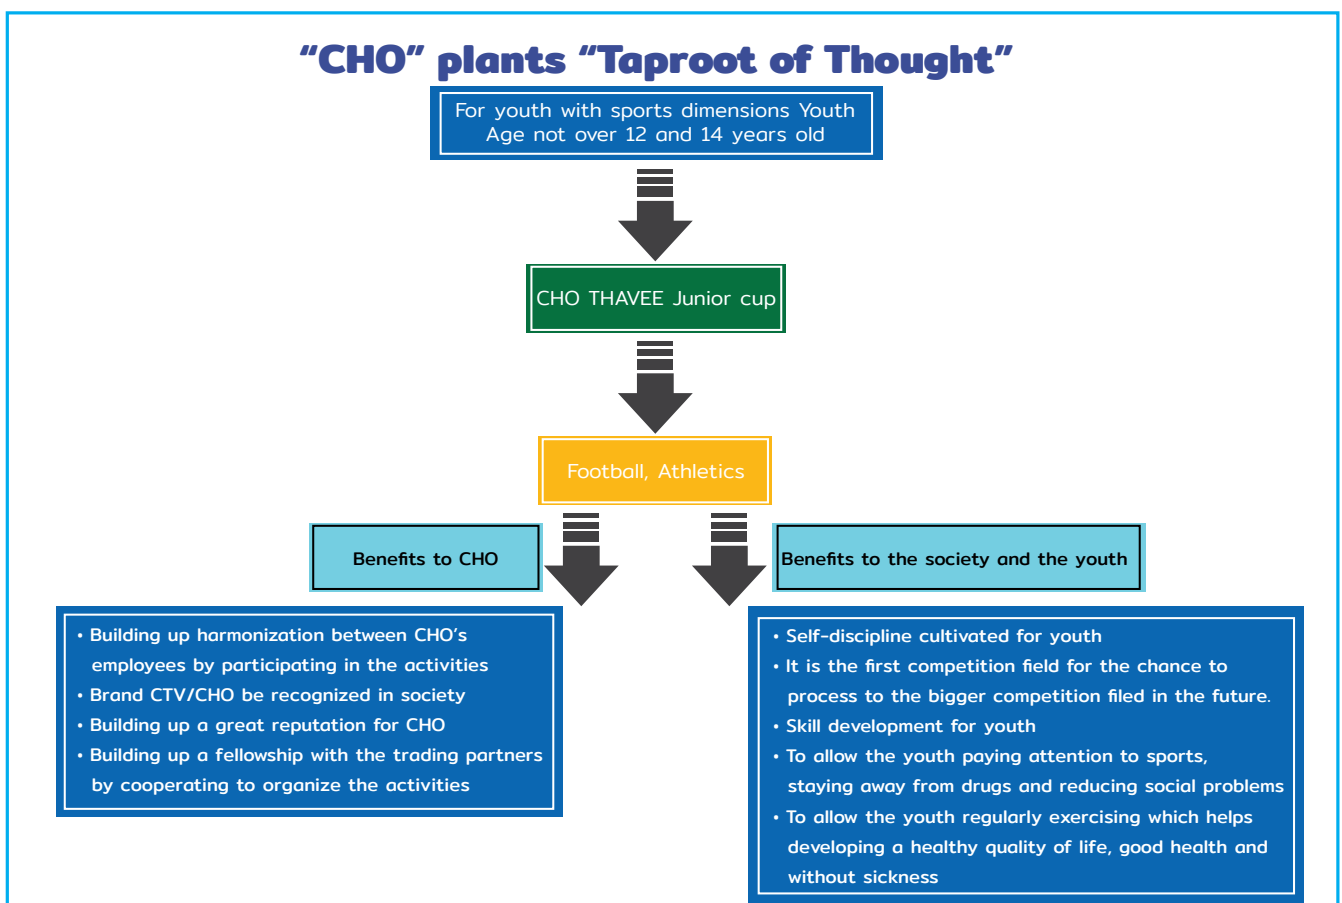 “CHO” plants “Taproot of Thought”
For youth with sports dimensions Youth
Age not over 12 and 14 years old
CHO THAVEE Junior cup
Football, Athletics
Benefits to CHO
• Building up harmonization between CHO’s
employees by participating in the activities
• Brand CTV/CHO be recognized in society
• Building up a great reputation for CHO
• Building up a fellowship with the trading partners
by cooperating to organize the activities
Benefits to the society and the youth
• Self-discipline cultivated for youth
• It is the first competition field for the chance to
process to the bigger competition filed in the future.
• Skill development for youth
• To allow the youth paying attention to sports,
staying away from drugs and reducing social problems
• To allow the youth regularly exercising which helps
developing a healthy quality of life, good health and
without sickness